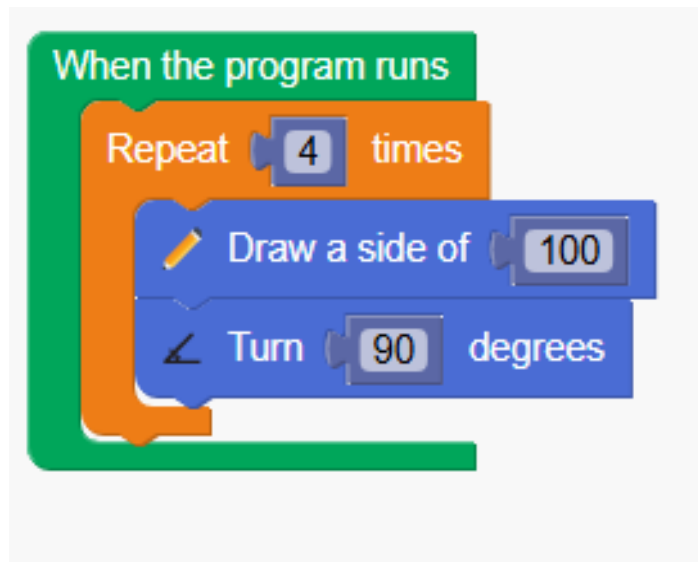 When the program runs
Repeat 4 times
Draw a side of 100
Turn 90 degrees